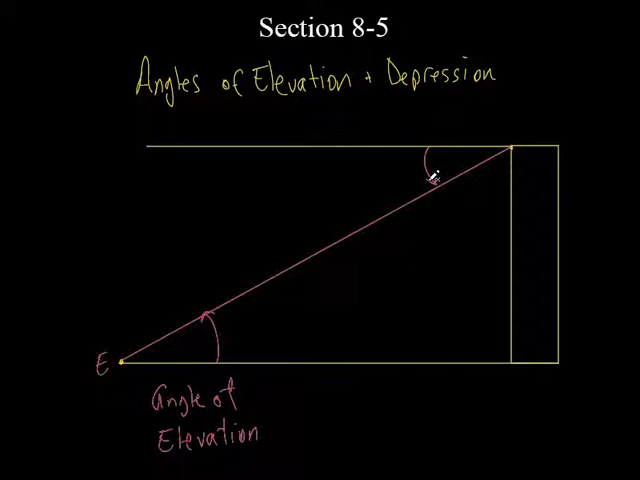 Section 8-5
Angles of Elevation + Depression
E
Angle of
Elevation